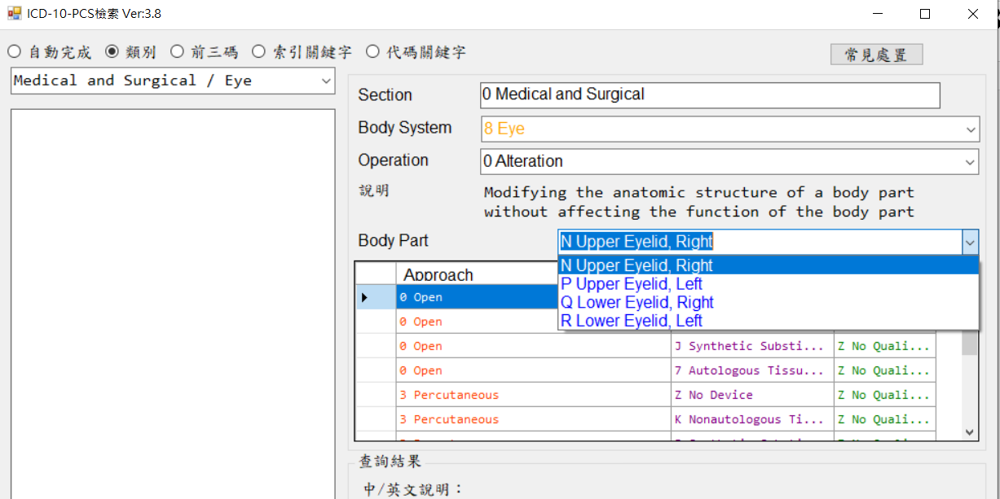 ICD-10-PCS檢索 Ver:3.8
自動完成 類別 前三碼 索引關鍵字 代碼關鍵字
常見處置
Medical and Surgical / Eye
Section 0 Medical and Surgical
Body System 8 Eye
Operation 0 Alteration
說明 Modifying the anatomic structure of a body part
without affecting the function of the body part
Body Part N Upper Eyelid, Right
N Upper Eyelid, Right
P Upper Eyelid, Left
Q Lower Eyelid, Right
R Lower Eyelid, Left
Approach
0 Open
0 Open
0 Open J Synthetic Substi... Z No Quali...
0 Open 7 Autologous Tissu... Z No Quali...
3 Percutaneous Z No Device Z No Quali...
3 Percutaneous K Nonautologous Ti... Z No Quali...
查詢結果
中/英文說明：